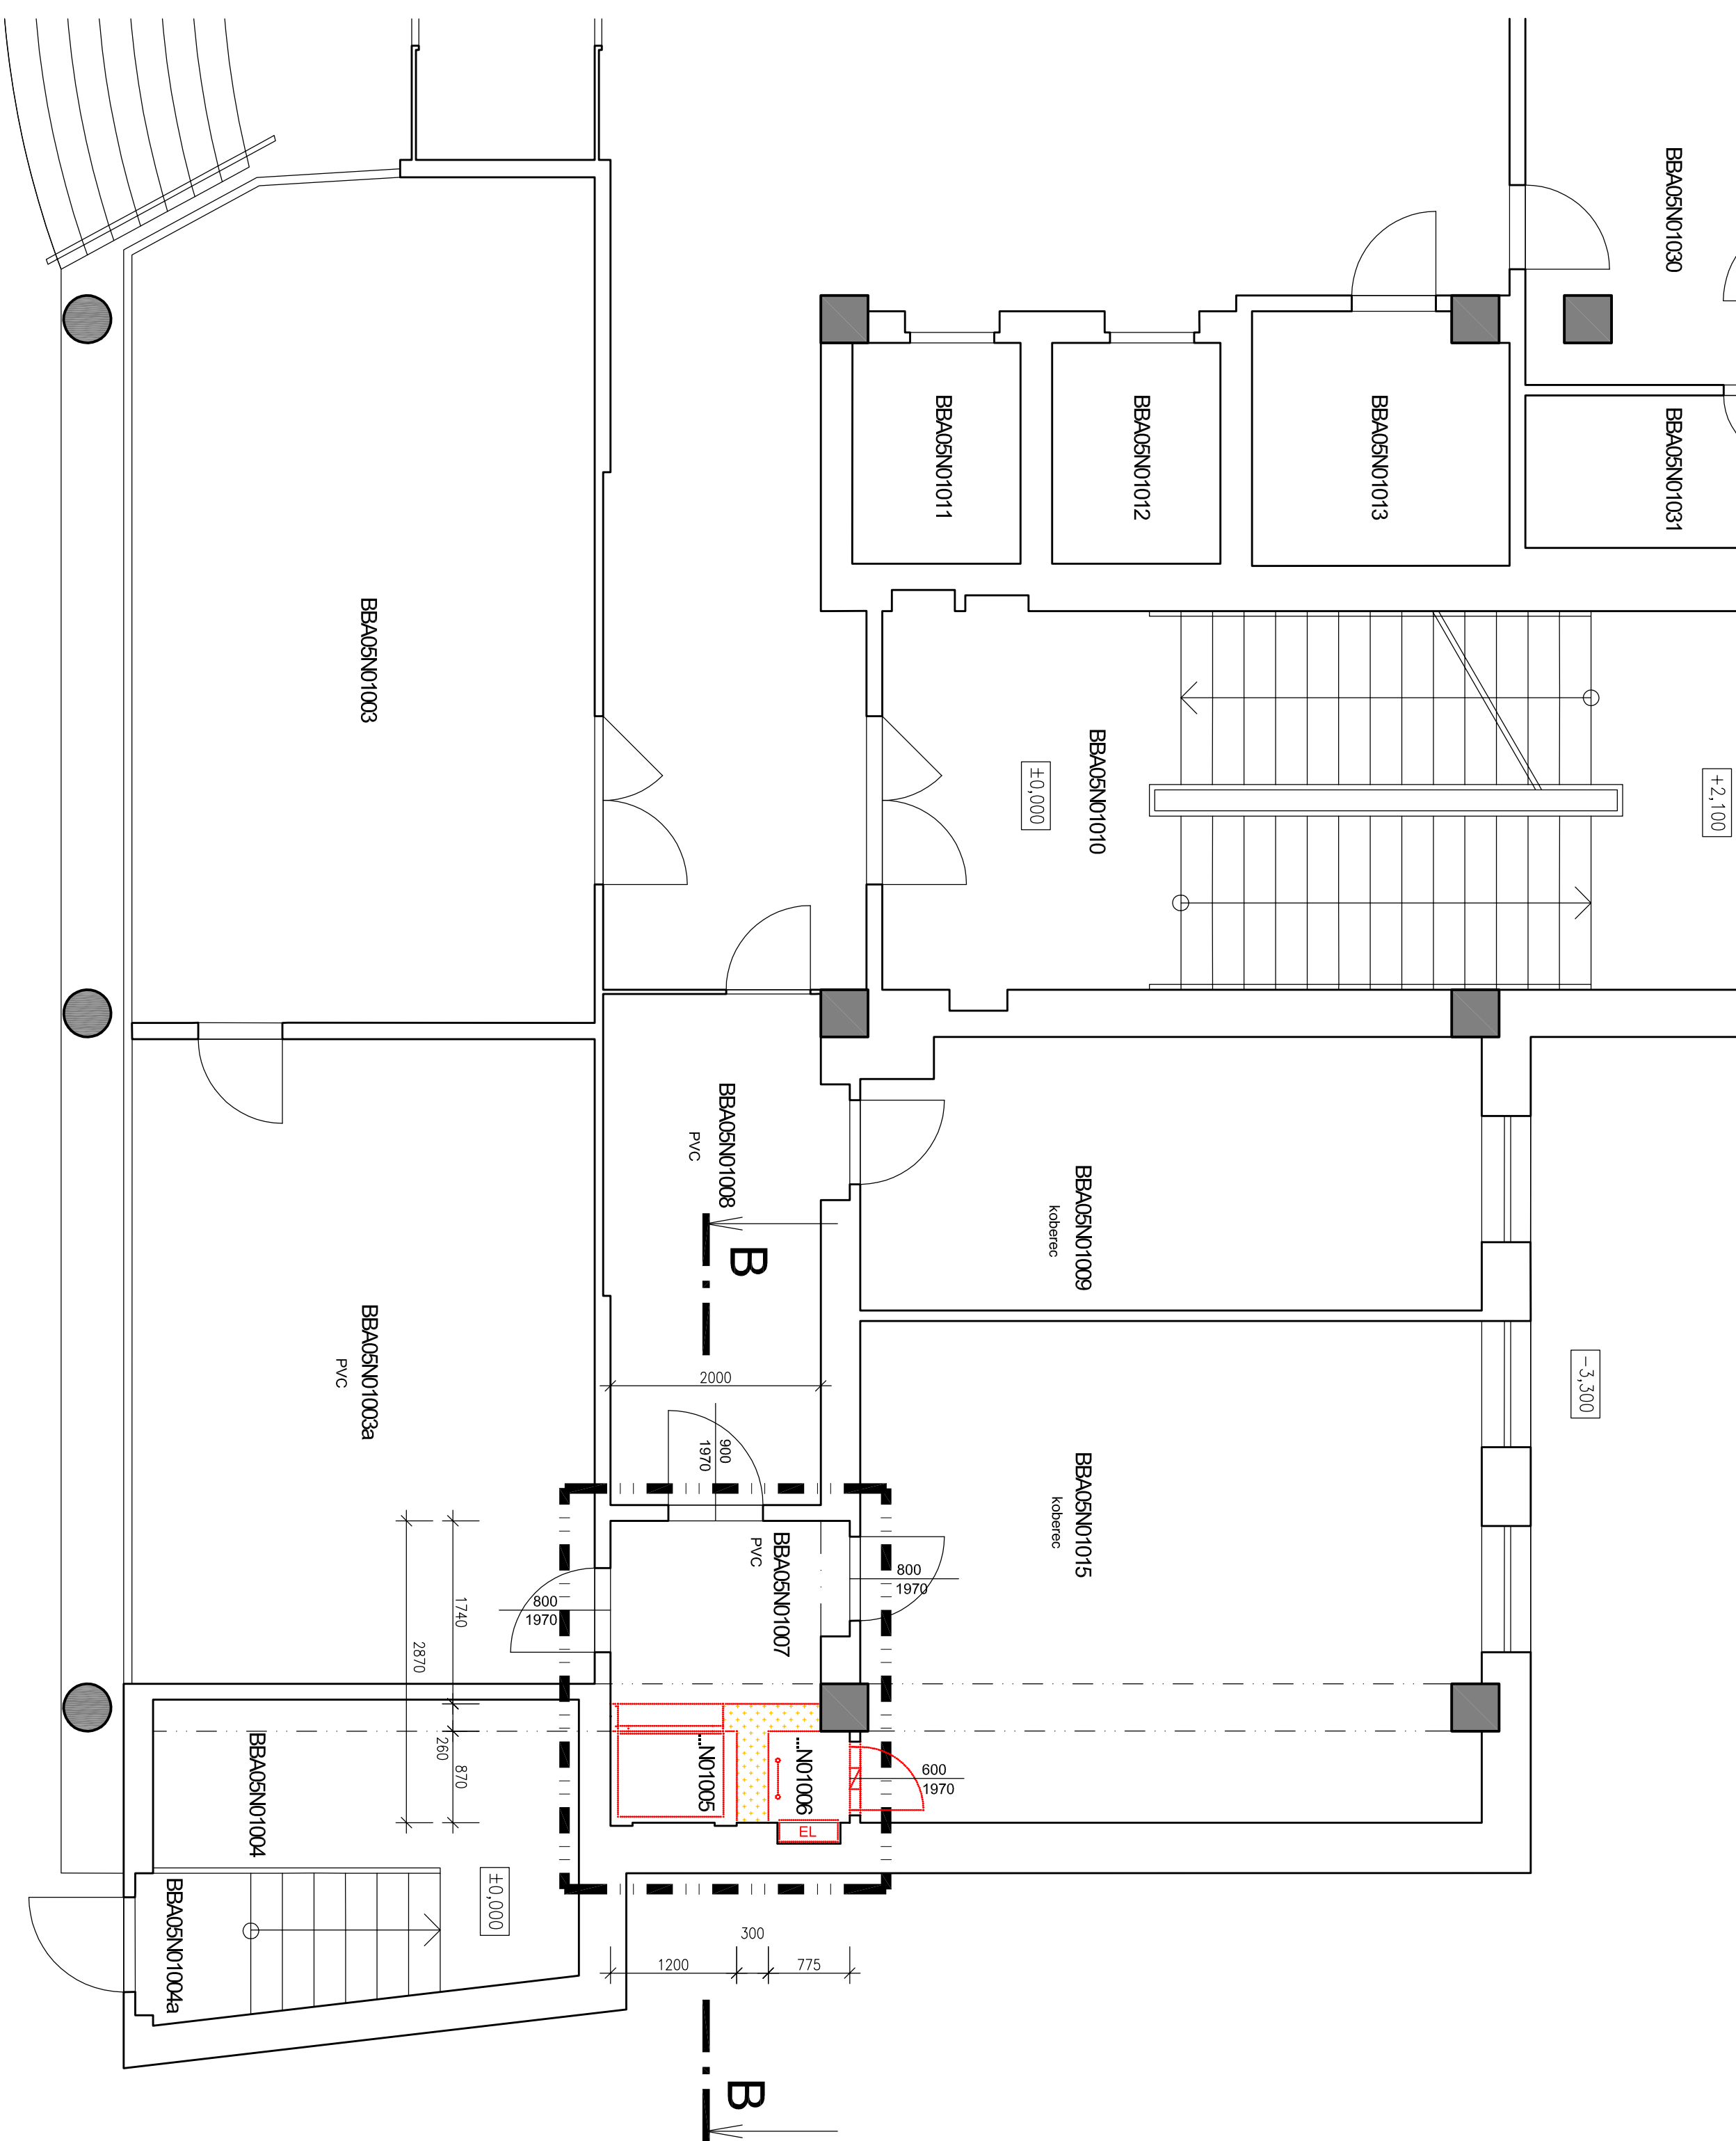 BBA05N01030
BBA05N01031
BBA05N01011
BBA05N01012
BBA05N01013
BBA05N01003
BBA05N01010
±0,000
+2,100
BBA05N01008
PVC
B
BBA05N01009
koberec
-3,300
BBA05N01003a
PVC
2000
900
1970
BBA05N01015
koberec
BBA05N01007
PVC
800
1970
800
1970
1740
2870
260
870
...N01005
...N01006
600
1970
EL
BBA05N01004
BBA05N01004a
±0,000
300
1200
775
B